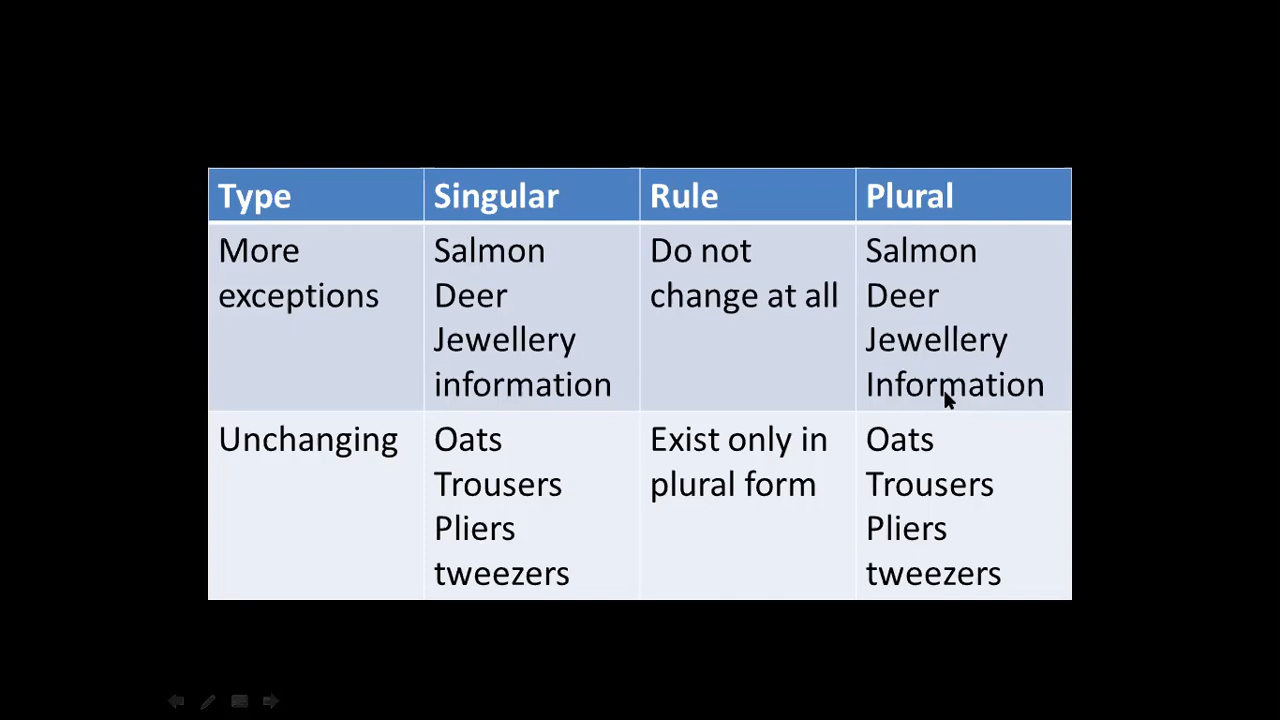 Type Singular Rule Plural
More Salmon Do not Salmon
exceptions Deer change at all Deer
Jewellery Jewellery
information Information
Unchanging Oats Exist only in Oats
Trousers plural form Trousers
Pliers Pliers
tweezers tweezers